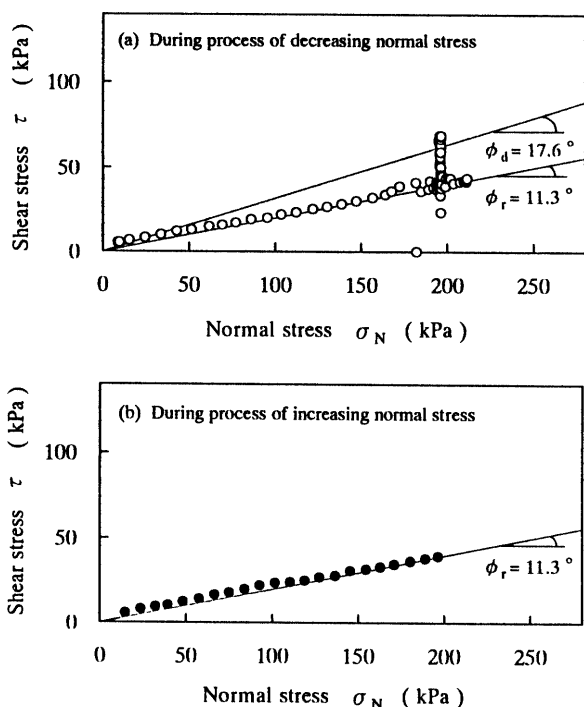 (a) During process of decreasing normal stress
Shear stress τ ( kPa )
100
50
0
ϕd = 17.6 °
ϕr = 11.3 °
0 50 100 150 200 250
Normal stress σN ( kPa )
(b) During process of increasing normal stress
Shear stress τ ( kPa )
100
50
0
ϕr = 11.3 °
0 50 100 150 200 250
Normal stress σN ( kPa )